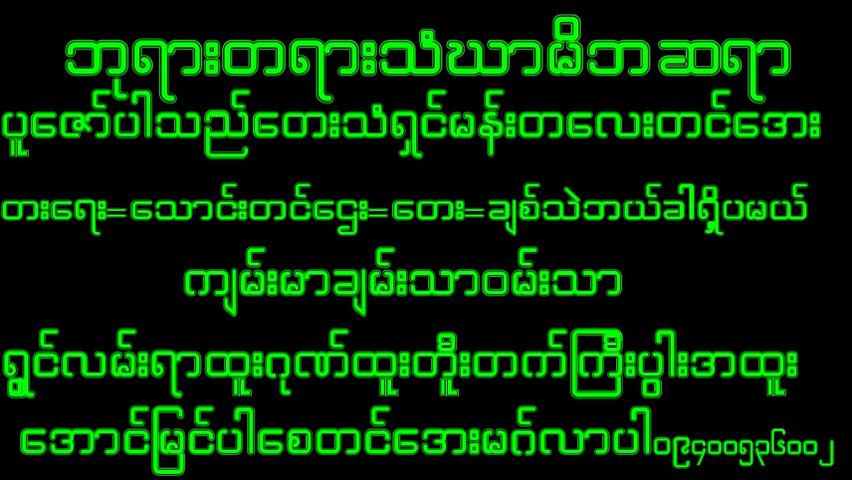 ဘုရားတရားသံဃာမိဘဆရာ
ပူဇော်ပါသည်တေးသံရှင်မန်းတလေးတင်အေး
တးရေး=သောင်းတင်ဌေး=တေး=ချစ်သဲဘယ်ခါရှိပမယ်
ကျမ်းမာချမ်းသာဝမ်းသာ
ရွှင်လမ်းရာထူးဂုဏ်ထူးတိူးတက်ကြီးပွါးအထူး
အောင်မြင်ပါစေတင်အေးမင်္ဂလာပါ၀၉၄၀၀၅၃၆၀၀၂